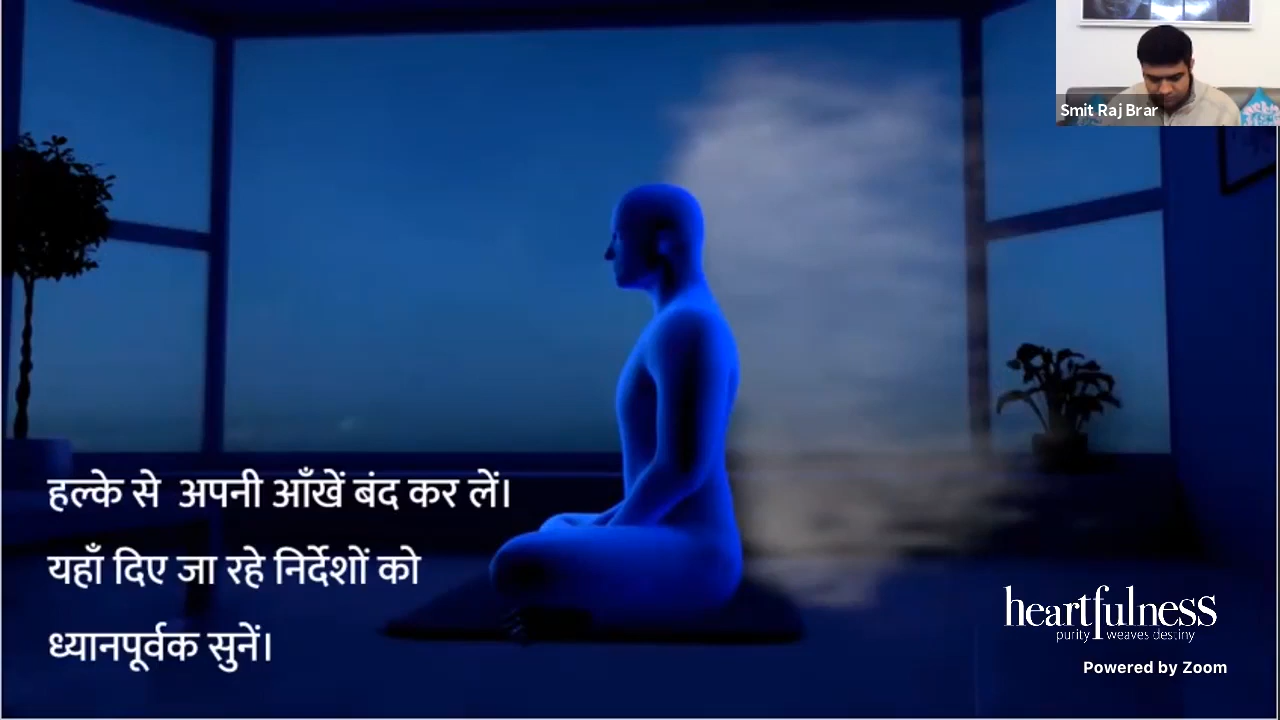 Smit Raj Brar
हल्के से अपनी आँखें बंद कर लें।
यहाँ दिए जा रहे निर्देशों को
ध्यानपूर्वक सुनें।
heartfulness
purity weaves destiny
Powered by Zoom